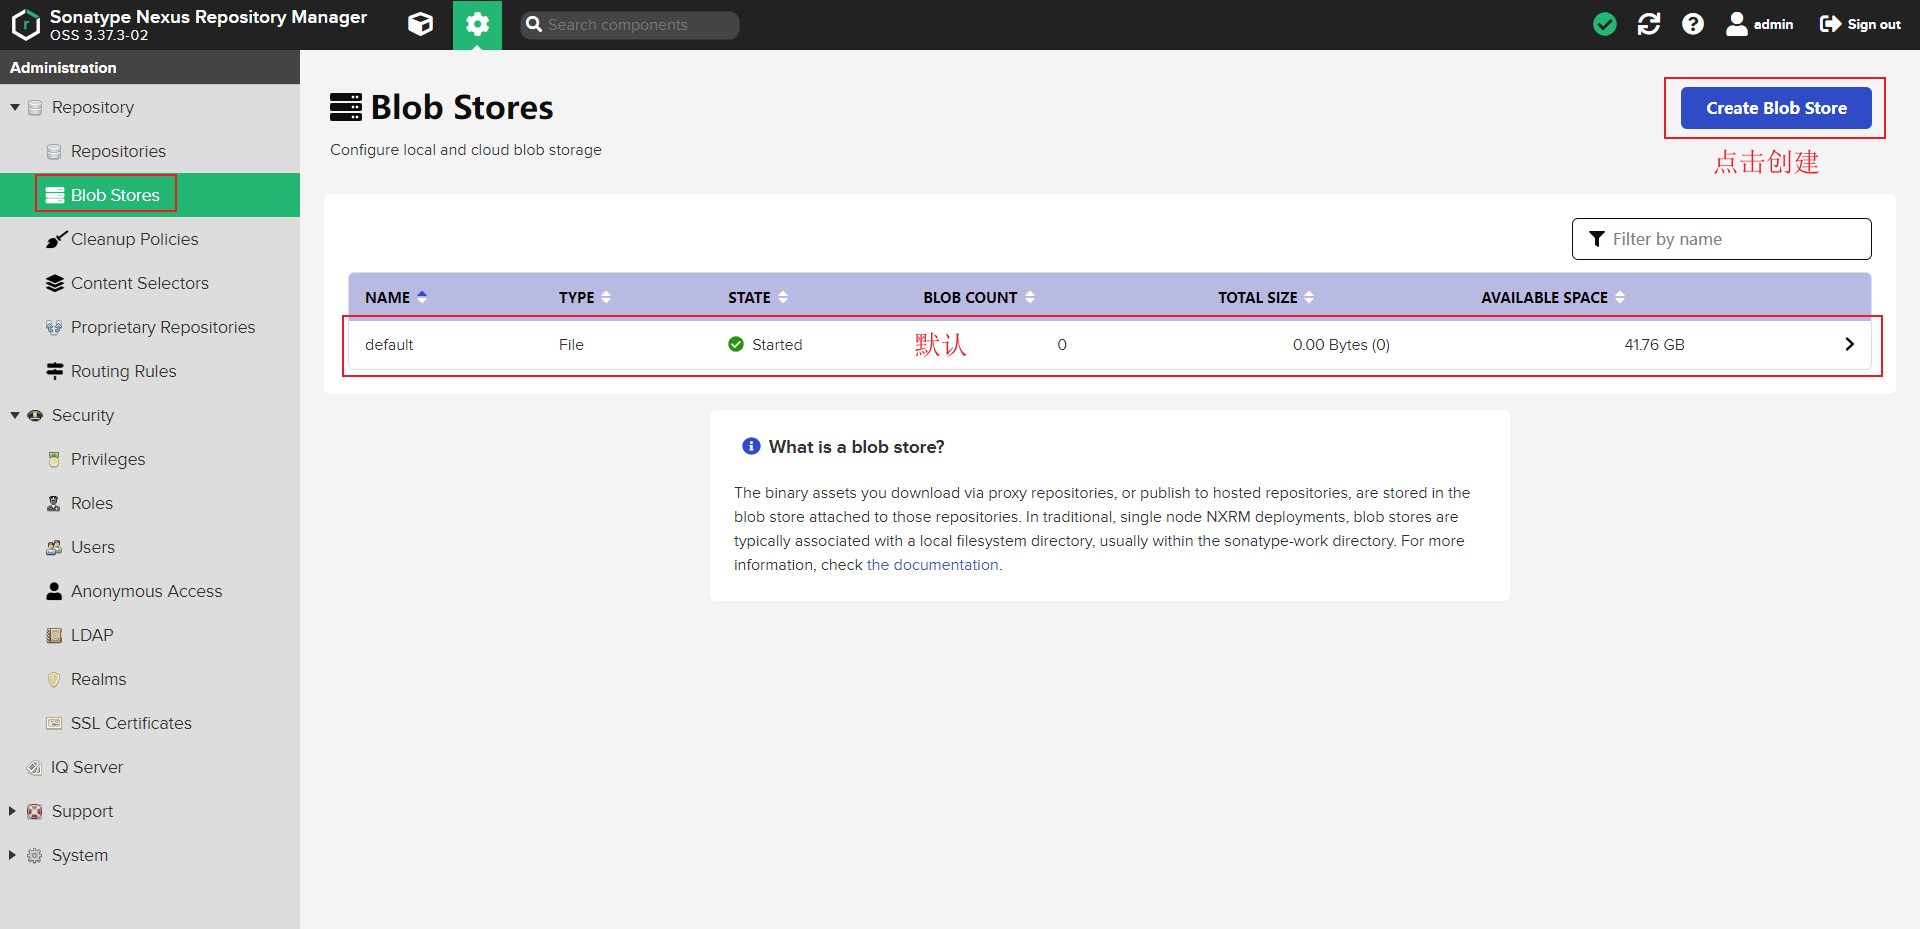 Sonatype Nexus Repository Manager
OSS 3.37.3-02
Search components
admin
Sign out
Administration
Repository
Repositories
Blob Stores
Cleanup Policies
Content Selectors
Proprietary Repositories
Routing Rules
Security
Privileges
Roles
Users
Anonymous Access
LDAP
Realms
SSL Certificates
IQ Server
Support
System
Blob Stores
Configure local and cloud blob storage
Create Blob Store
点击创建
Filter by name
NAME TYPE STATE BLOB COUNT TOTAL SIZE AVAILABLE SPACE
default File Started 默认 0 0.00 Bytes (0) 41.76 GB
What is a blob store?
The binary assets you download via proxy repositories, or publish to hosted repositories, are stored in the
blob store attached to those repositories. In traditional, single node NXRM deployments, blob stores are
typically associated with a local filesystem directory, usually within the sonatype-work directory. For more
information, check the documentation.